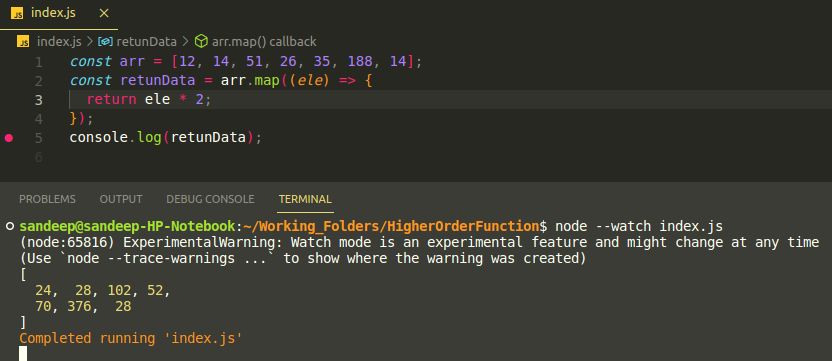 JS index.js ×
JS index.js > retunData > arr.map() callback
1 const arr = [12, 14, 51, 26, 35, 188, 14];
2 const retunData = arr.map((ele) => {
3 return ele * 2;
4 });
5 console.log(retunData);
6
PROBLEMS OUTPUT DEBUG CONSOLE TERMINAL
sandeep@sandeep-HP-Notebook:~/Working_Folders/HigherOrderFunction$ node --watch index.js
(node:65816) ExperimentalWarning: Watch mode is an experimental feature and might change at any time
(Use `node --trace-warnings ...` to show where the warning was created)
[
24, 28, 102, 52,
70, 376, 28
]
Completed running 'index.js'